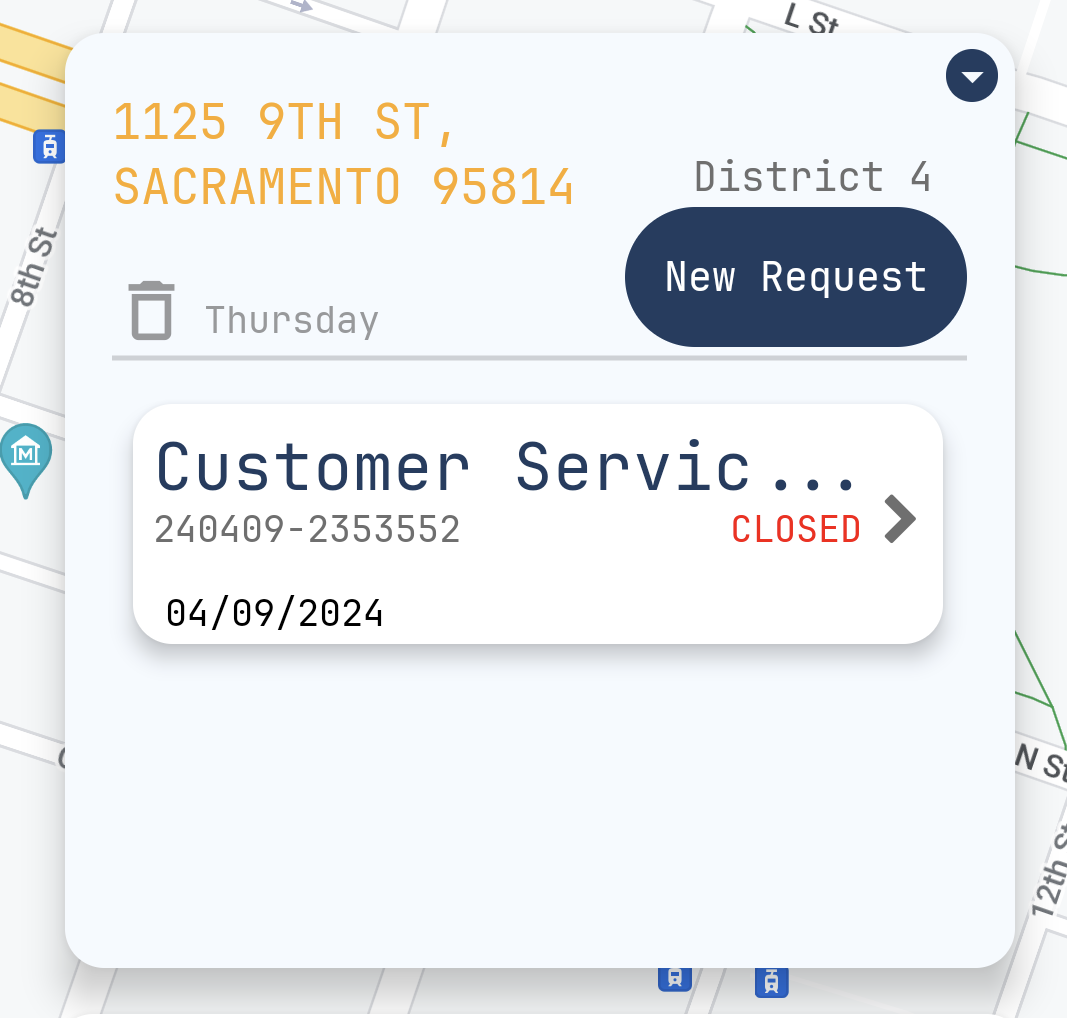 L St
1125 9TH ST,
SACRAMENTO 95814
District 4
New Request
8th St
Thursday
M
Customer Servic...
240409-2353552
CLOSED
04/09/2024
N St
12th St